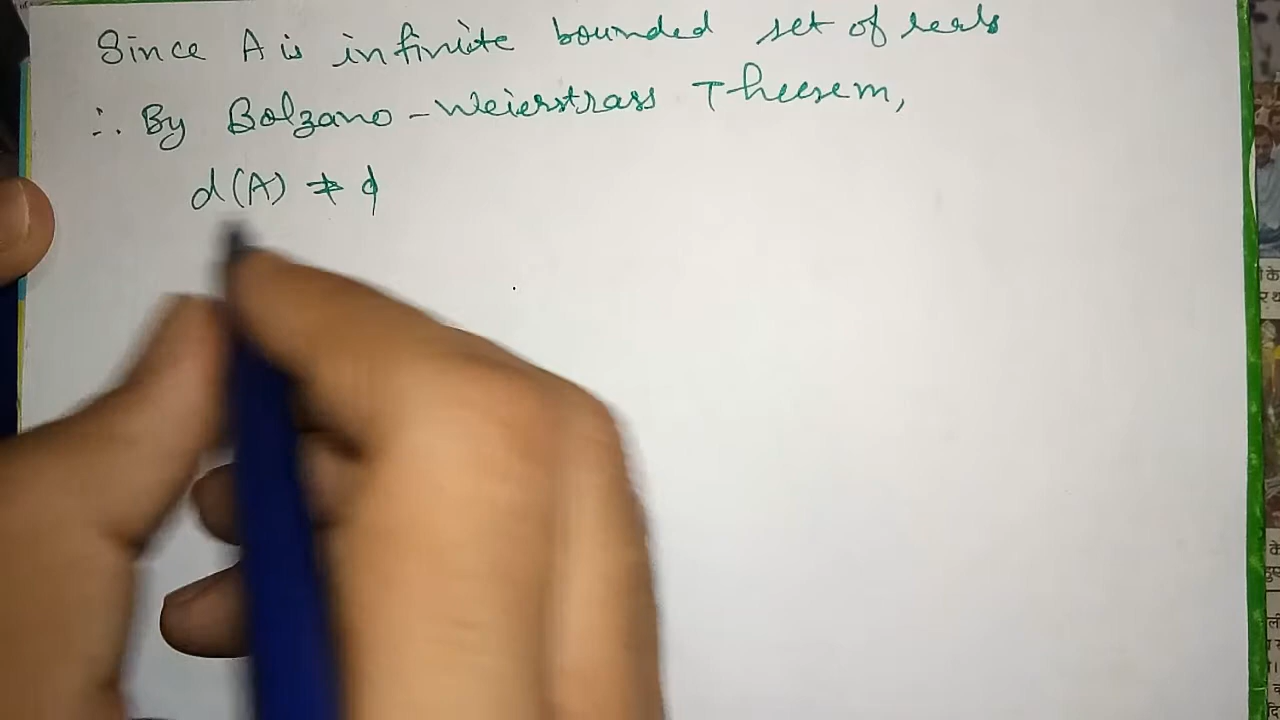 Since A is infinite bounded set of reals
∴ By Bolzano-Weierstrass Theorem,
d(A) ≠ ϕ